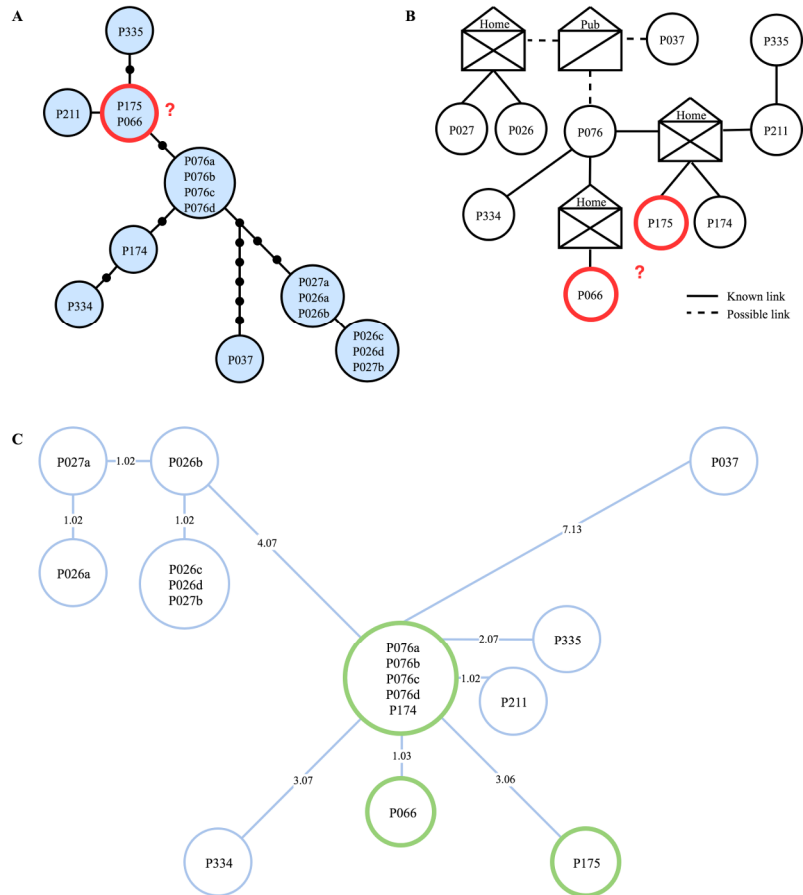 A
P335
P211
P175
P066
?
P076a
P076b
P076c
P076d
P174
P334
P027a
P026a
P026b
P026c
P026d
P027b
P037
B
Home
Pub
P037
P335
P027
P026
P076
Home
P211
P334
Home
P175
P174
P066
?
Known link
Possible link
C
P027a
1.02
P026b
P037
1.02
1.02
4.07
7.13
P026a
P026c
P026d
P027b
P076a
P076b
P076c
P076d
P174
2.07
P335
1.02
P211
3.07
1.03
3.06
P066
P334
P175